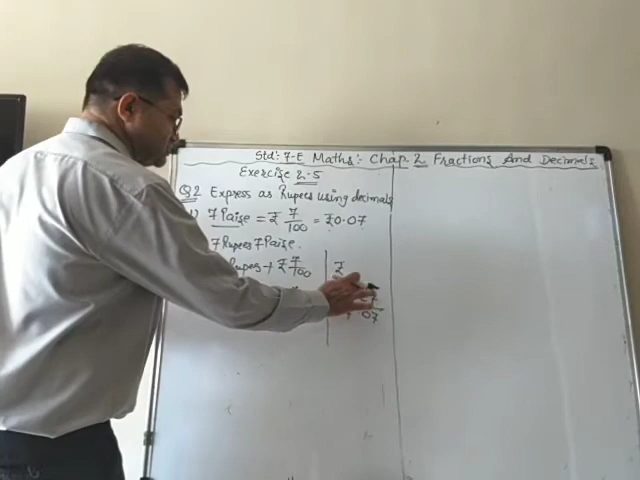 Std: 7-E Maths: Chap 2 Fractions And Decimals
Exercise 2.5
Q.2 Express as Rupees using decimals
7 Paise = ₹ 7/100 = ₹0.07
7 Rupees 7 Paise.
Rupees + ₹ 7/100
₹
07